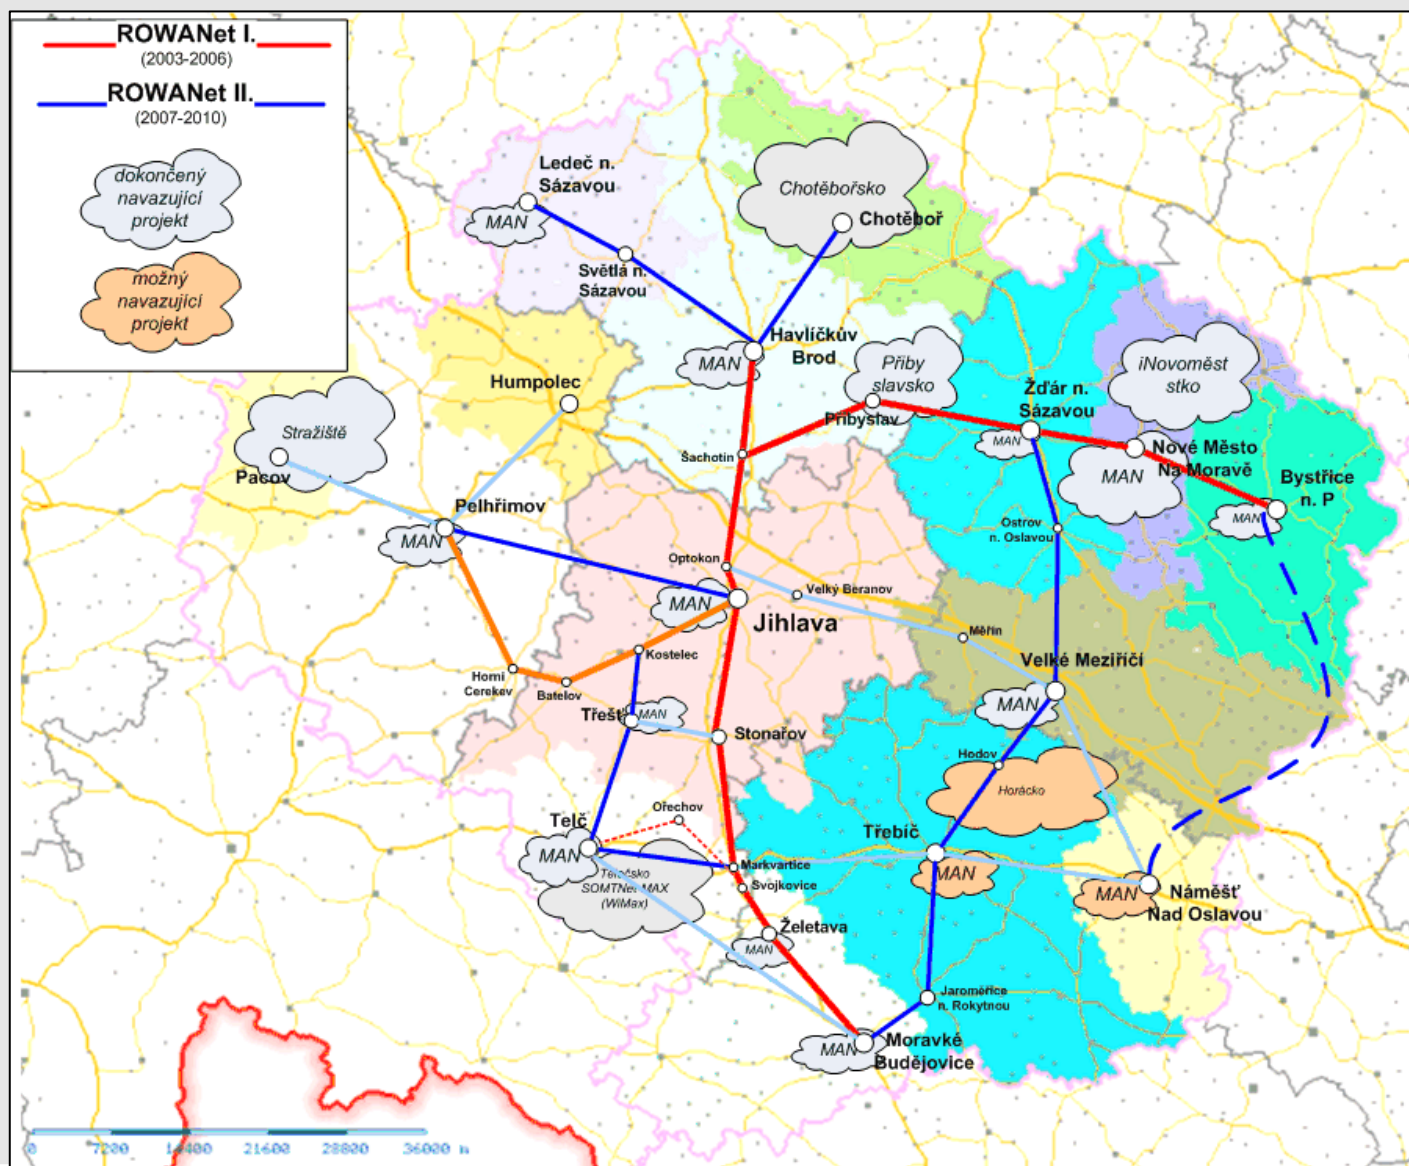 ROWANet I.
(2003-2006)
ROWANet II.
(2007-2010)
dokončený
navazující
projekt
možný
navazující
projekt
Ledeč n.
Sázavou
MAN
Světlá n.
Sázavou
Chotěbořsko
Chotěboř
Havlíčkův
Brod
MAN
Přiby
slavsko
Přibyslav
Žďár n.
Sázavou
MAN
iNovoměst
stko
Nové Město
Na Moravě
MAN
Bystřice
n. P
MAN
Humpolec
Stražiště
Pacov
Pelhřimov
MAN
Šachotín
Ostrov
n. Oslavou
Optokon
Velký Beranov
MAN
Jihlava
Měřín
Velké Meziříčí
MAN
Kostelec
Horní
Cerekev
Batelov
Třešť
MAN
Stonařov
Hodov
Horácko
Ořechov
Telč
MAN
Třebíč
MAN
Markvartice
Svojkovice
Telečsko
SOMTNet MAX
(WiMax)
MAN
Náměšť
Nad Oslavou
Želetava
MAN
Jaroměřice
n. Rokytnou
MAN
Moravké
Budějovice
0 7200 14400 21600 28800 36000 m